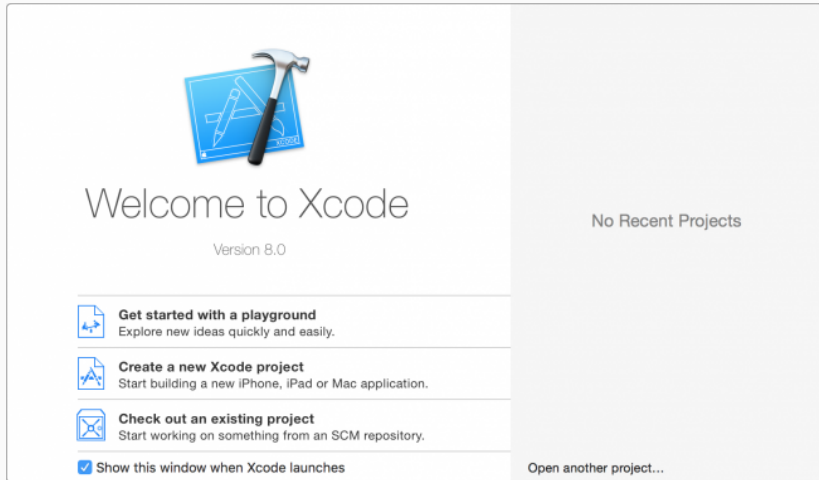 XCODE
Welcome to Xcode
Version 8.0
No Recent Projects
Get started with a playground
Explore new ideas quickly and easily.
Create a new Xcode project
Start building a new iPhone, iPad or Mac application.
Check out an existing project
Start working on something from an SCM repository.
Show this window when Xcode launches
Open another project...